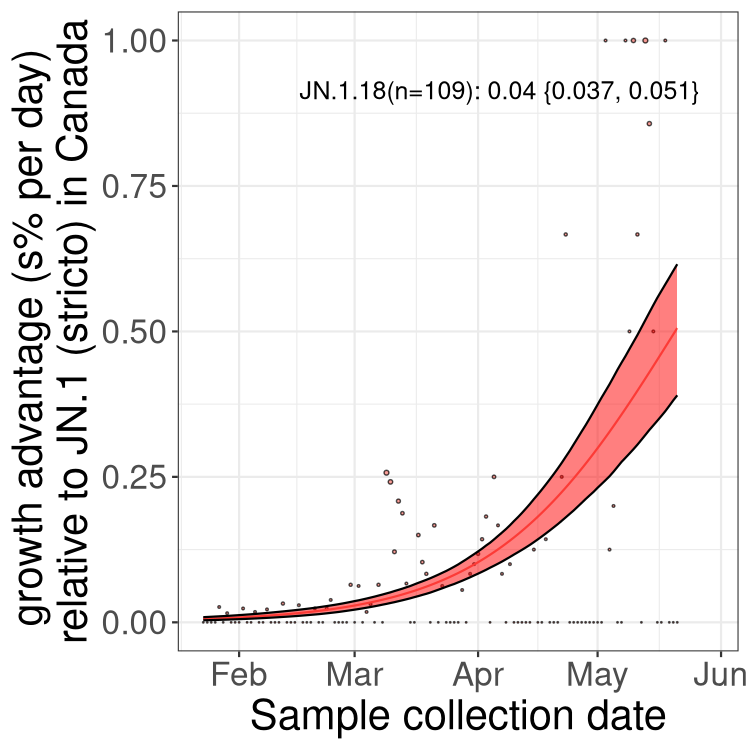 growth advantage (s% per day)
relative to JN.1 (stricto) in Canada
1.00
0.75
0.50
0.25
0.00
JN.1.18(n=109): 0.04 {0.037, 0.051}
Feb Mar Apr May Jun
Sample collection date